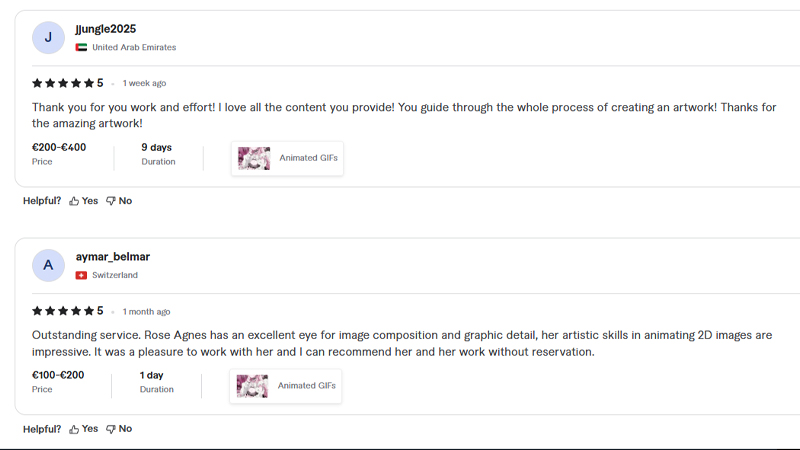 J
jjungle2025
United Arab Emirates
5 1 week ago
Thank you for you work and effort! I love all the content you provide! You guide through the whole process of creating an artwork! Thanks for
the amazing artwork!
€200-€400 9 days Animated GIFs
Price Duration
Helpful? Yes No
A
aymar_belmar
Switzerland
5 1 month ago
Outstanding service. Rose Agnes has an excellent eye for image composition and graphic detail, her artistic skills in animating 2D images are
impressive. It was a pleasure to work with her and I can recommend her and her work without reservation.
€100-€200 1 day Animated GIFs
Price Duration
Helpful? Yes No